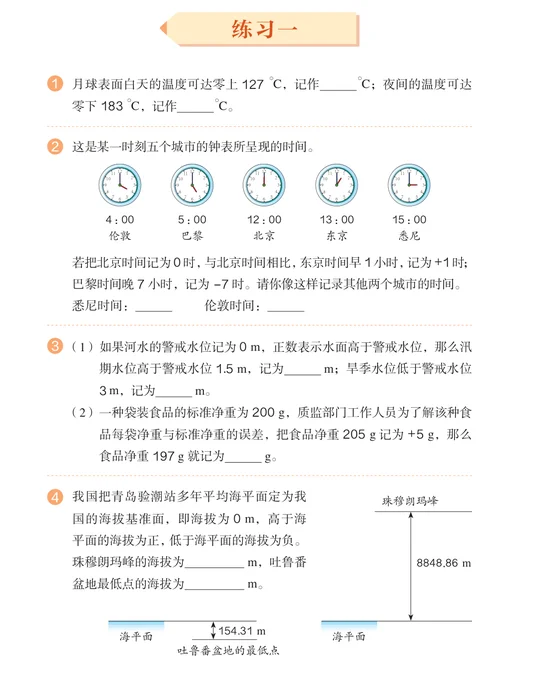 练习一
1 月球表面白天的温度可达零上 127 ℃，记作______℃；夜间的温度可达
零下 183 ℃，记作______℃。
2 这是某一时刻五个城市的钟表所呈现的时间。
4：00 5：00 12：00 13：00 15：00
伦敦 巴黎 北京 东京 悉尼
若把北京时间记为 0 时，与北京时间相比，东京时间早 1 小时，记为 +1 时；
巴黎时间晚 7 小时，记为 −7 时。请你像这样记录其他两个城市的时间。
悉尼时间：______ 伦敦时间：______
3 （1）如果河水的警戒水位记为 0 m，正数表示水面高于警戒水位，那么汛
期水位高于警戒水位 1.5 m，记为______ m；旱季水位低于警戒水位
3 m，记为______ m。
（2）一种袋装食品的标准净重为 200 g，质监部门工作人员为了解该种食
品每袋净重与标准净重的误差，把食品净重 205 g 记为 +5 g，那么
食品净重 197 g 就记为______ g。
4 我国把青岛验潮站多年平均海平面定为我
国的海拔基准面，即海拔为 0 m，高于海
平面的海拔为正，低于海平面的海拔为负。
珠穆朗玛峰的海拔为__________ m，吐鲁番
盆地最低点的海拔为__________ m。
海平面
154.31 m
吐鲁番盆地的最低点
珠穆朗玛峰
8848.86 m
海平面